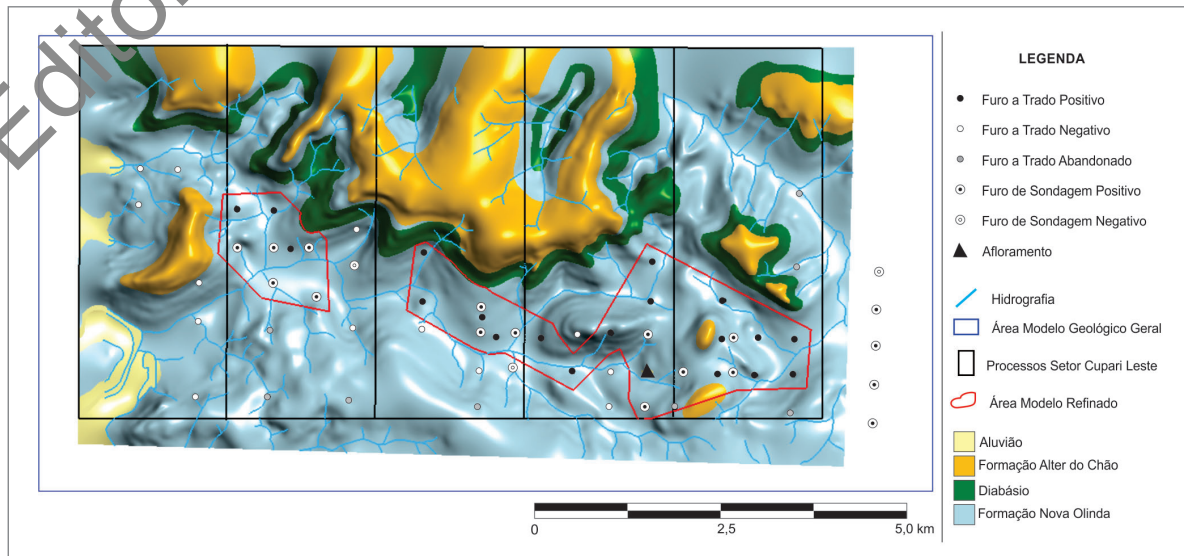 Editor
LEGENDA
Furo a Trado Positivo
Furo a Trado Negativo
Furo a Trado Abandonado
Furo de Sondagem Positivo
Furo de Sondagem Negativo
Afloramento
Hidrografia
Área Modelo Geológico Geral
Processos Setor Cupari Leste
Área Modelo Refinado
Aluvião
Formação Alter do Chão
Diabásio
Formação Nova Olinda
0 2,5 5,0 km